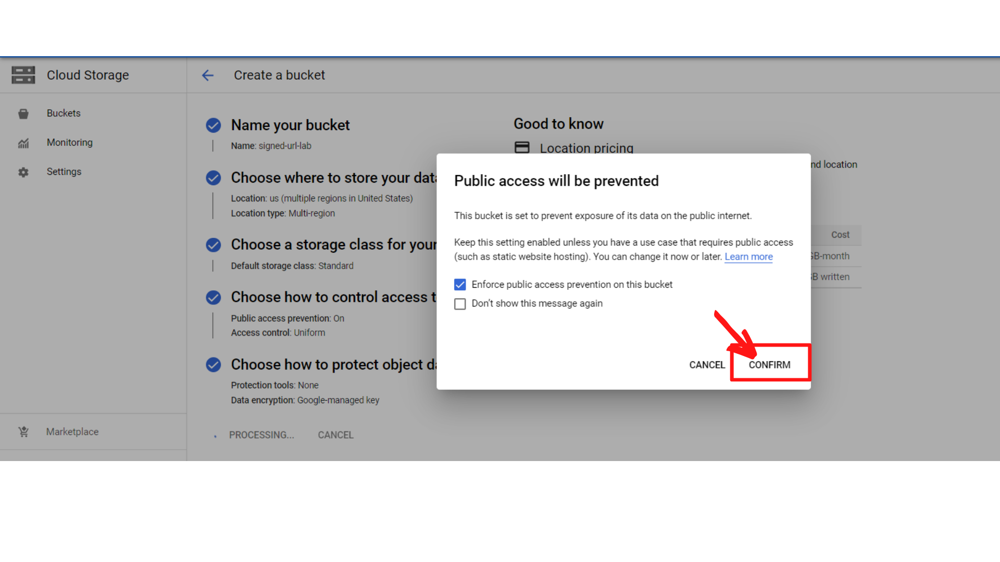 Cloud Storage
Create a bucket
Buckets
Monitoring
Settings
Marketplace
Name your bucket
Name: signed-url-lab
Choose where to store your data
Location: us (multiple regions in United States)
Location type: Multi-region
Choose a storage class for your
Default storage class: Standard
Choose how to control access t
Public access prevention: On
Access control: Uniform
Choose how to protect object da
Protection tools: None
Data encryption: Google-managed key
PROCESSING... CANCEL
Good to know
Location pricing
nd location
Cost
GB-month
GB written
Public access will be prevented
This bucket is set to prevent exposure of its data on the public internet.
Keep this setting enabled unless you have a use case that requires public access
(such as static website hosting). You can change it now or later. Learn more
Enforce public access prevention on this bucket
Don't show this message again
CANCEL CONFIRM